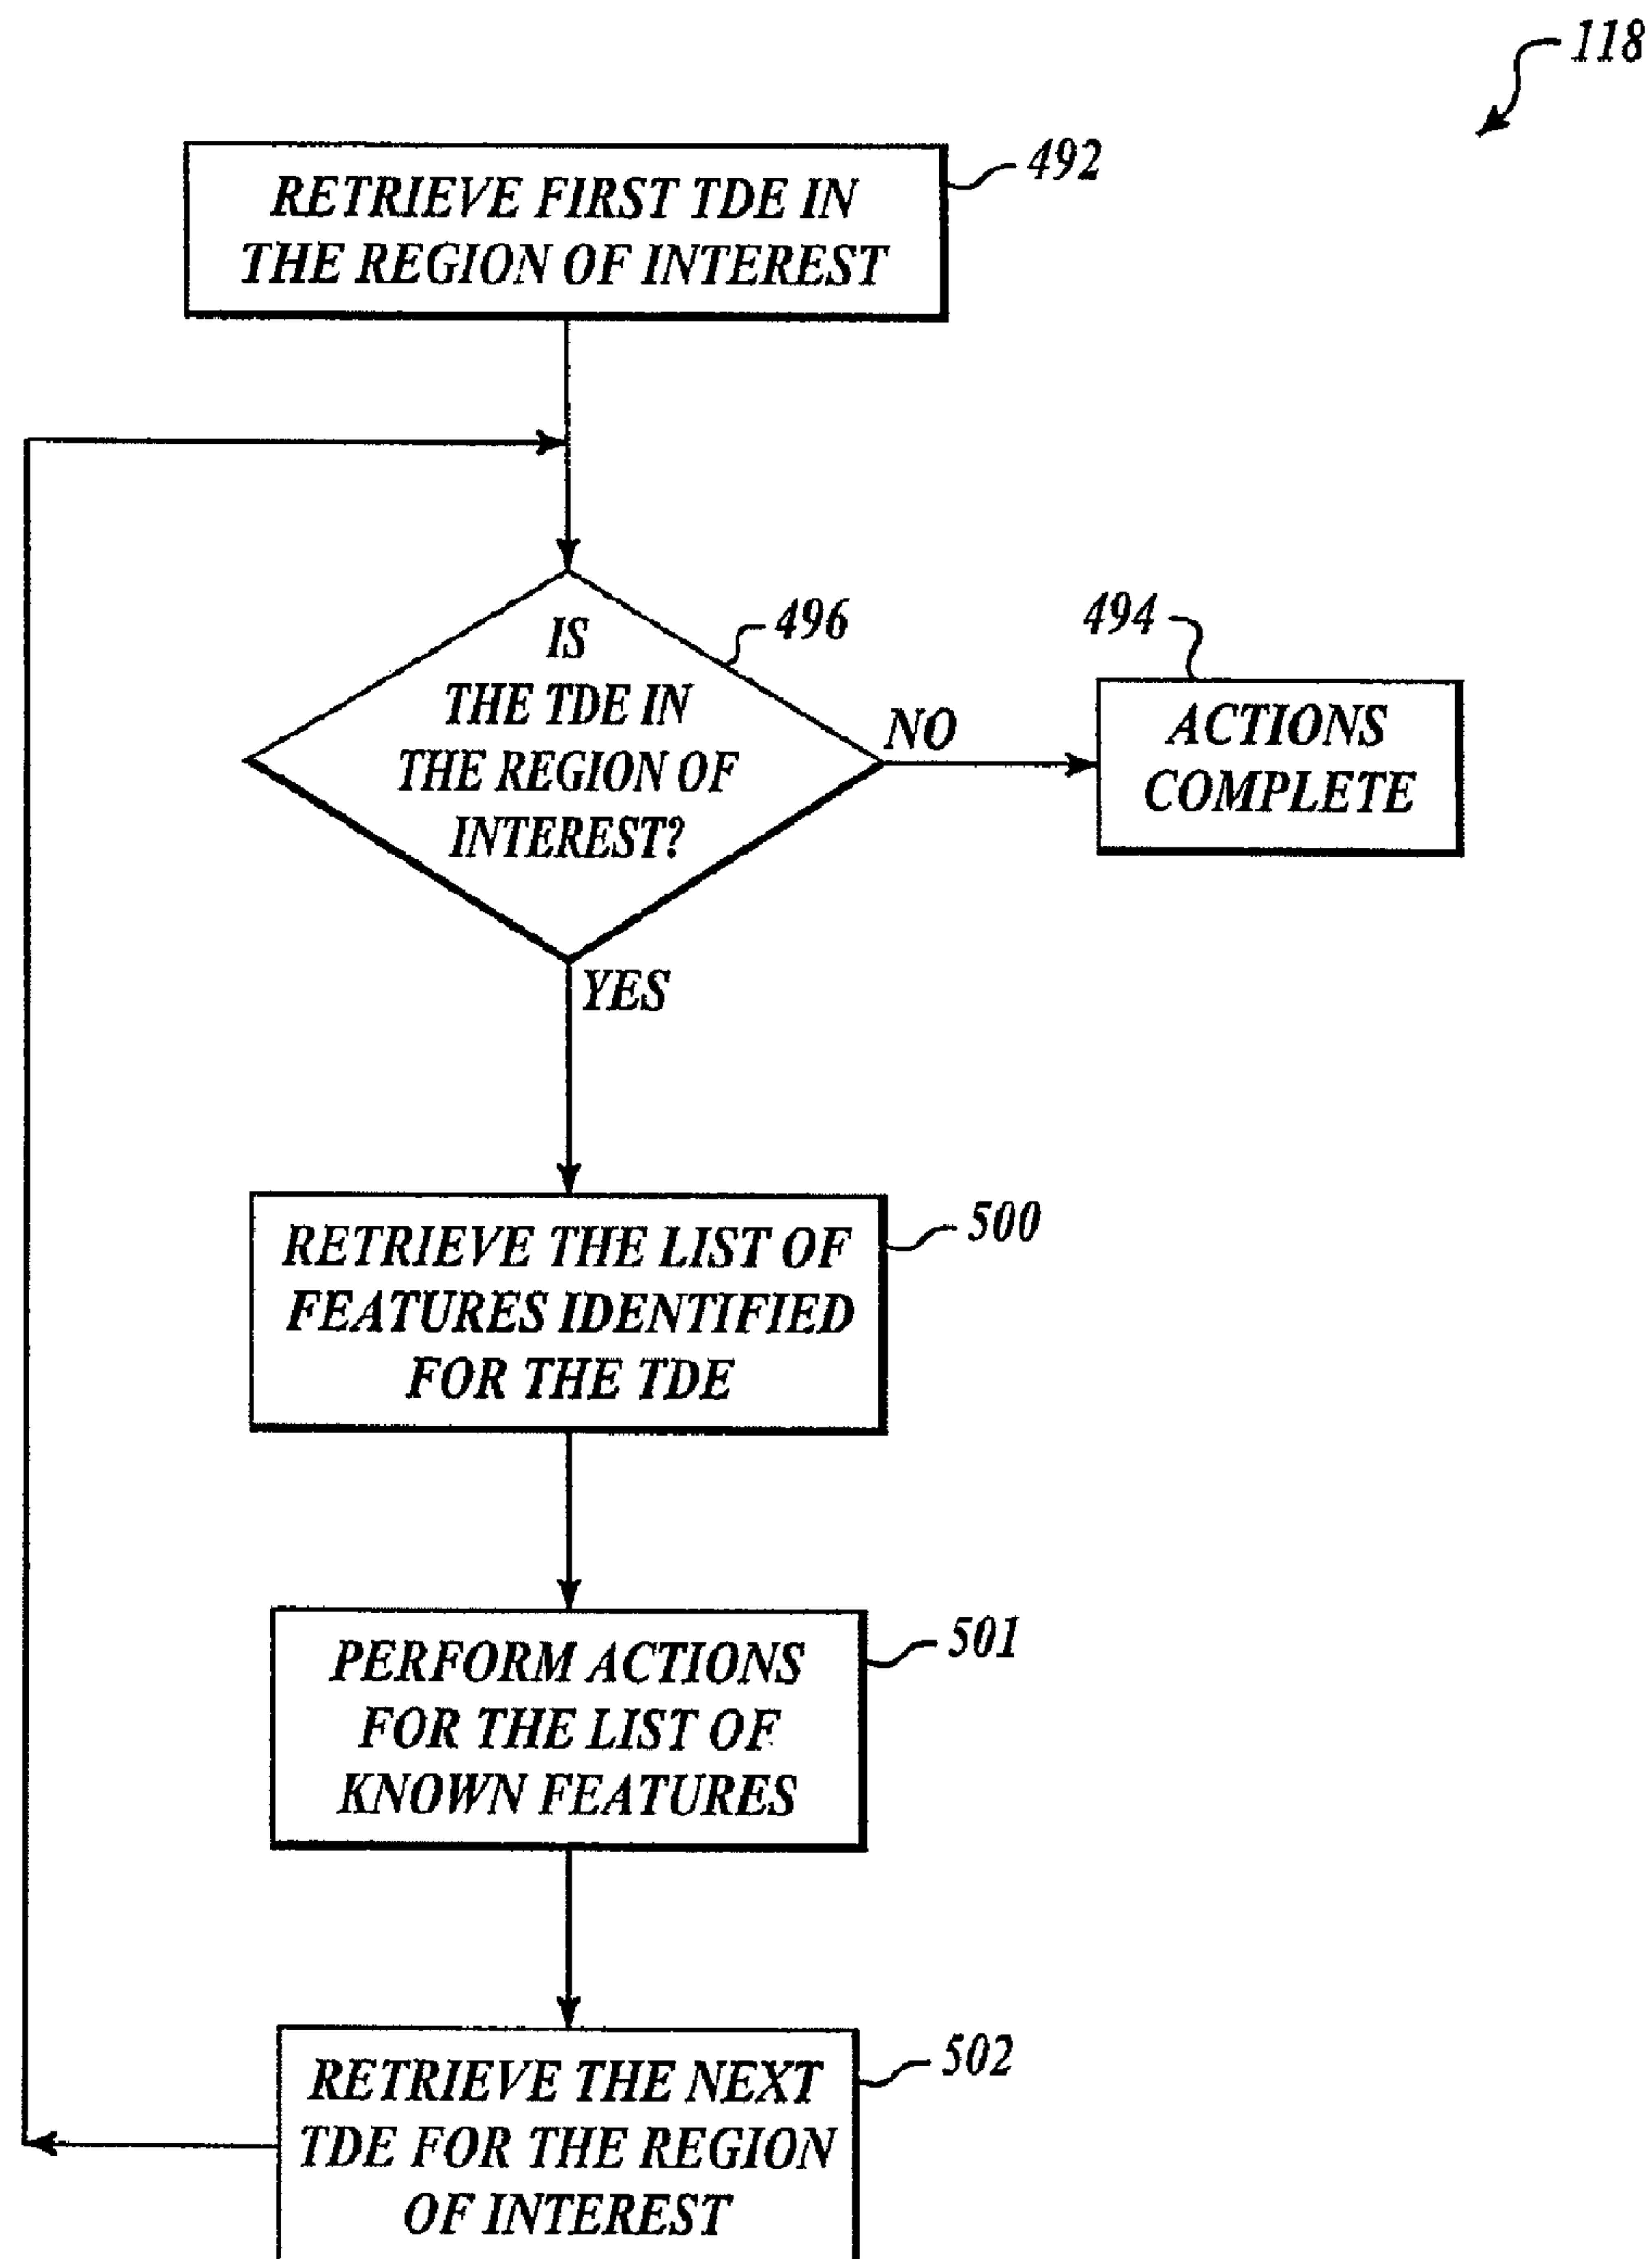 118
492
RETRIEVE FIRST TDE IN
THE REGION OF INTEREST
496
IS
THE TDE IN
THE REGION OF
INTEREST?
NO
494
ACTIONS
COMPLETE
YES
500
RETRIEVE THE LIST OF
FEATURES IDENTIFIED
FOR THE TDE
501
PERFORM ACTIONS
FOR THE LIST OF
KNOWN FEATURES
502
RETRIEVE THE NEXT
TDE FOR THE REGION
OF INTEREST